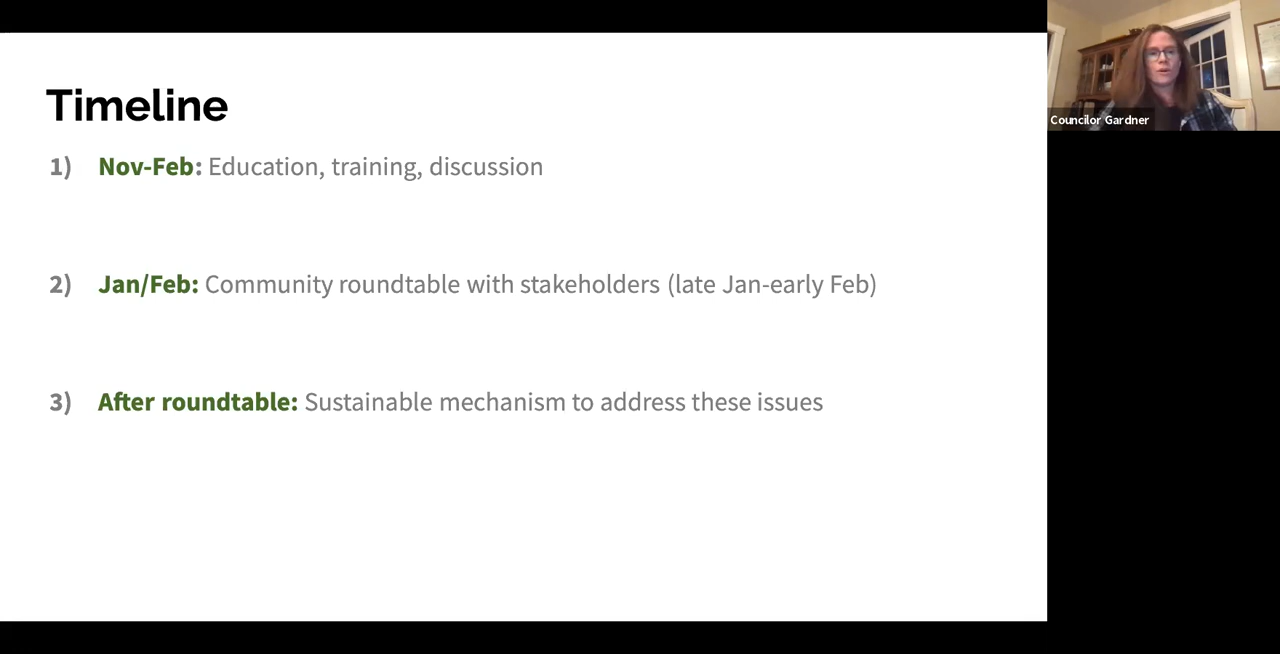 Timeline
1) Nov-Feb: Education, training, discussion
2) Jan/Feb: Community roundtable with stakeholders (late Jan-early Feb)
3) After roundtable: Sustainable mechanism to address these issues
Councilor Gardner